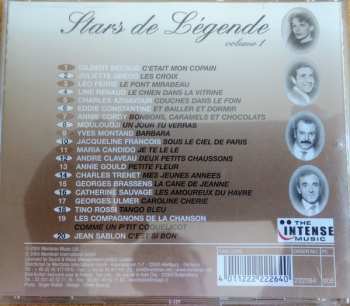 Stars de Légende
volume 1
1 GILBERT BECAUD C'ETAIT MON COPAIN
2 JULIETTE GRECO LES CROIX
3 LEO FERRE LE PONT MIRABEAU
4 LINE RENAUD LE CHIEN DANS LA VITRINE
5 CHARLES AZNAVOUR COUCHES DANS LE FOIN
6 EDDIE CONSTANTINE ET BAILLER ET DORMIR
7 ANNIE CORDY BONBONS, CARAMELS ET CHOCOLATS
8 MOULOUDJI UN JOUR TU VERRAS
9 YVES MONTAND BARBARA
10 JACQUELINE FRANCOIS SOUS LE CIEL DE PARIS
11 MARIA CANDIDO JE TE LE LE
12 ANDRE CLAVEAU DEUX PETITS CHAUSSONS
13 ANNIE GOULD PETITE FLEUR
14 CHARLES TRENET MES JEUNES ANNEES
15 GEORGES BRASSENS LA CANE DE JEANNE
16 CATHERINE SAUVAGE LES AMOUREUX DU HAVRE
17 GEORGES ULMER CAROLINE CHERIE
18 TINO ROSSI TANGO BLEU
19 LES COMPAGNONS DE LA CHANSON
COMME UN P'TIT COQUELICOT
20 JEAN SABLON C'EST SI BON
THE
INTENSE
MUSIC
4 011222 222640